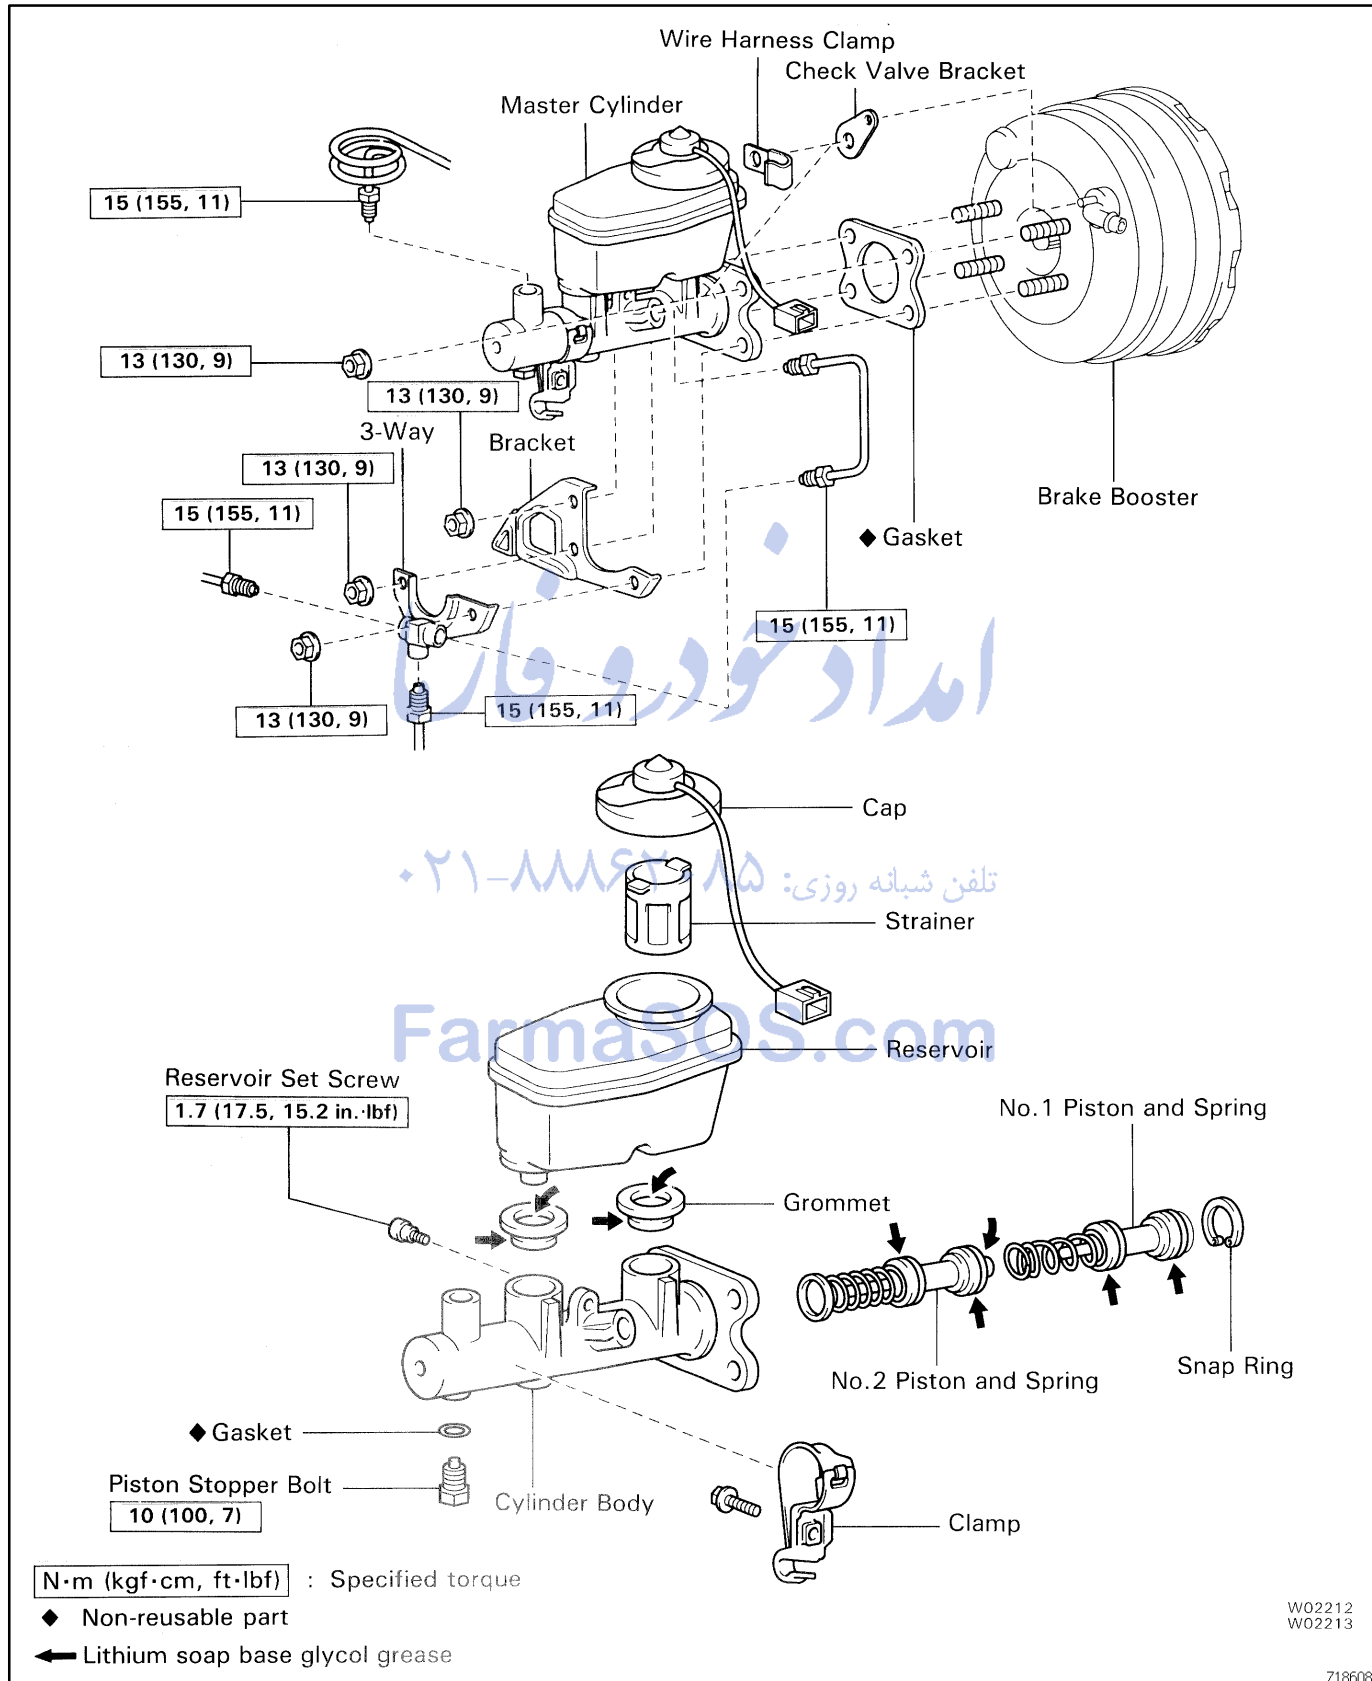 Wire Harness Clamp
Check Valve Bracket
Master Cylinder
15 (155, 11)
13 (130, 9)
13 (130, 9)
3-Way
Bracket
13 (130, 9)
15 (155, 11)
Brake Booster
◆ Gasket
15 (155, 11)
امداد خودرو فارما
13 (130, 9)
15 (155, 11)
Cap
تلفن شبانه روزی:
Strainer
FarmaSOS.com
Reservoir
Reservoir Set Screw
1.7 (17.5, 15.2 in.·lbf)
No.1 Piston and Spring
Grommet
Snap Ring
No.2 Piston and Spring
◆ Gasket
Piston Stopper Bolt
10 (100, 7)
Cylinder Body
Clamp
N·m (kgf·cm, ft·lbf) : Specified torque
◆ Non-reusable part
Lithium soap base glycol grease
W02212
W02213
718608